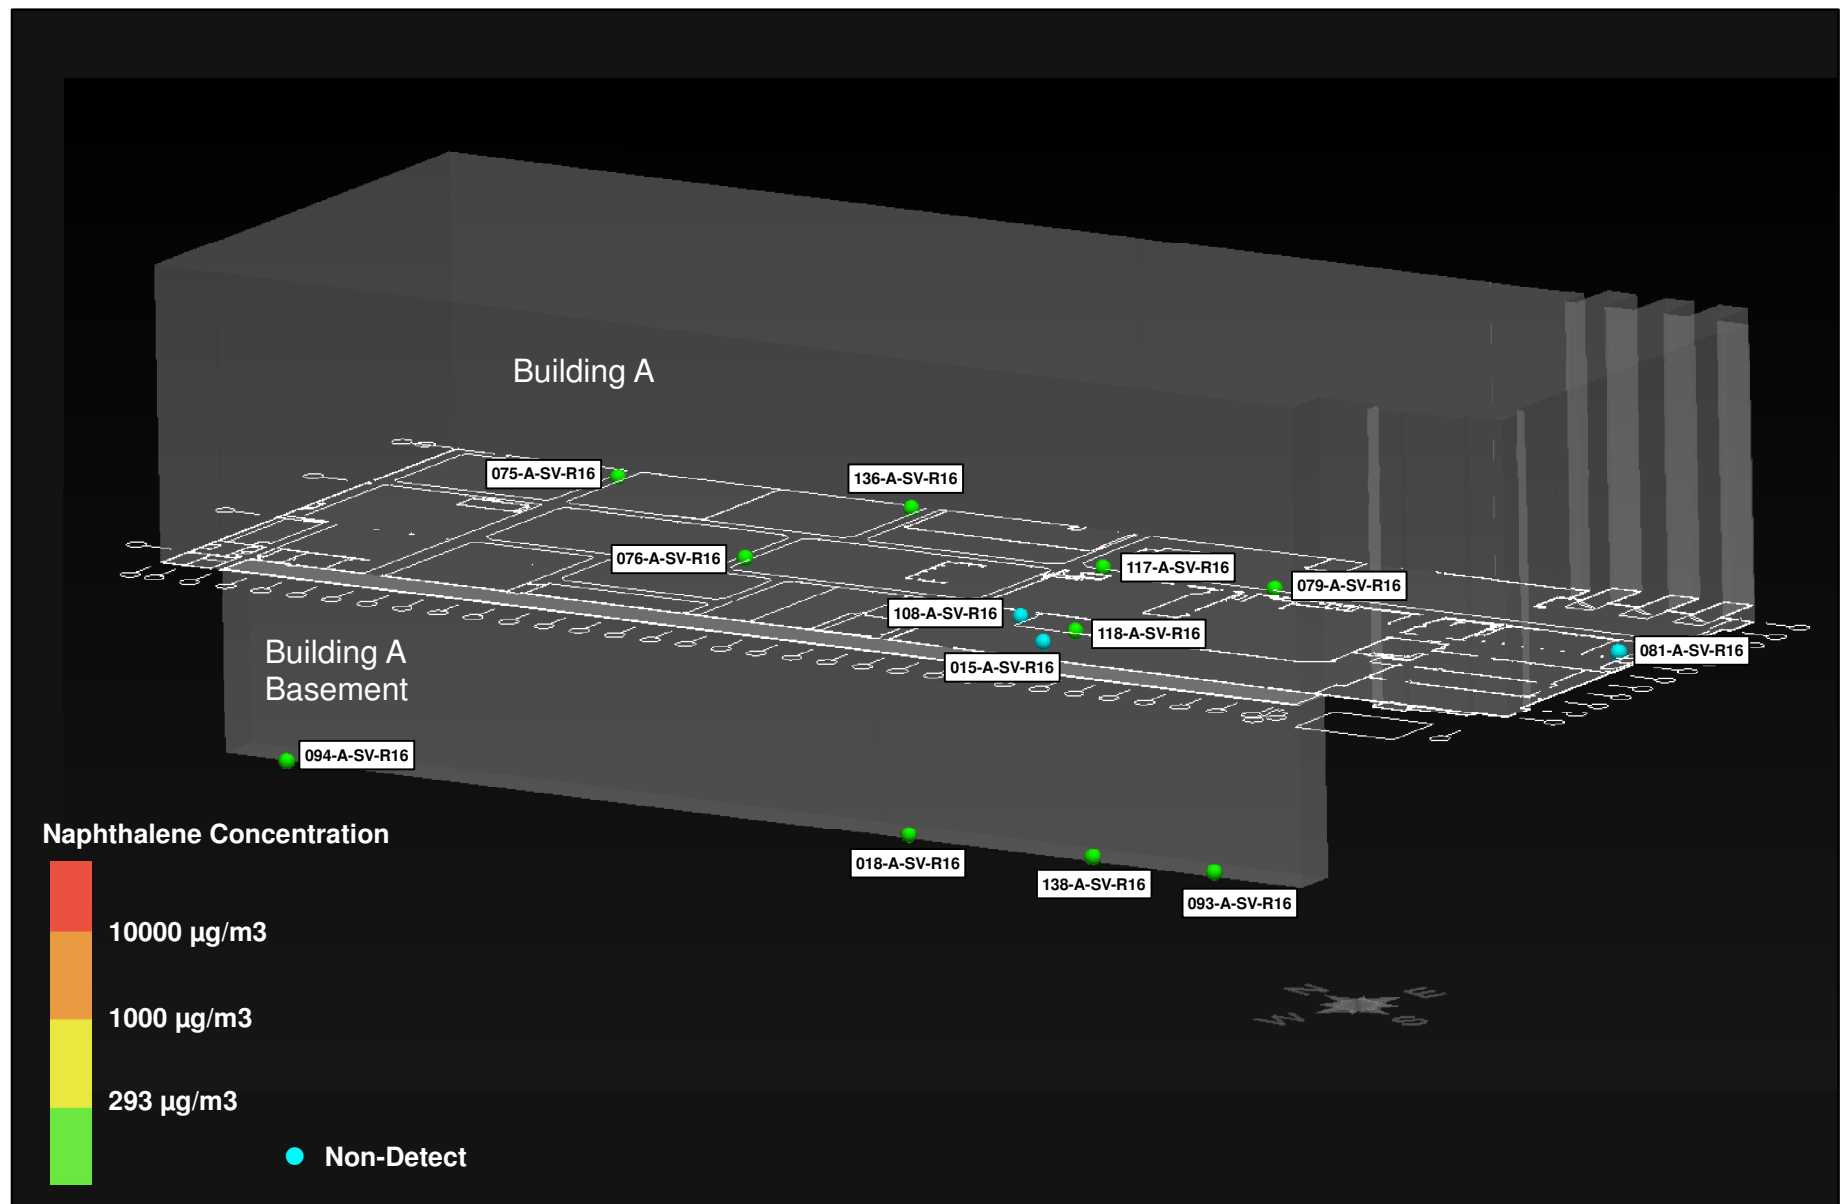 Building A
075-A-SV-R16
136-A-SV-R16
076-A-SV-R16
117-A-SV-R16
079-A-SV-R16
108-A-SV-R16
118-A-SV-R16
015-A-SV-R16
081-A-SV-R16
Building A
Basement
094-A-SV-R16
018-A-SV-R16
138-A-SV-R16
093-A-SV-R16
Naphthalene Concentration
10000 µg/m3
1000 µg/m3
293 µg/m3
Non-Detect
N E
W S